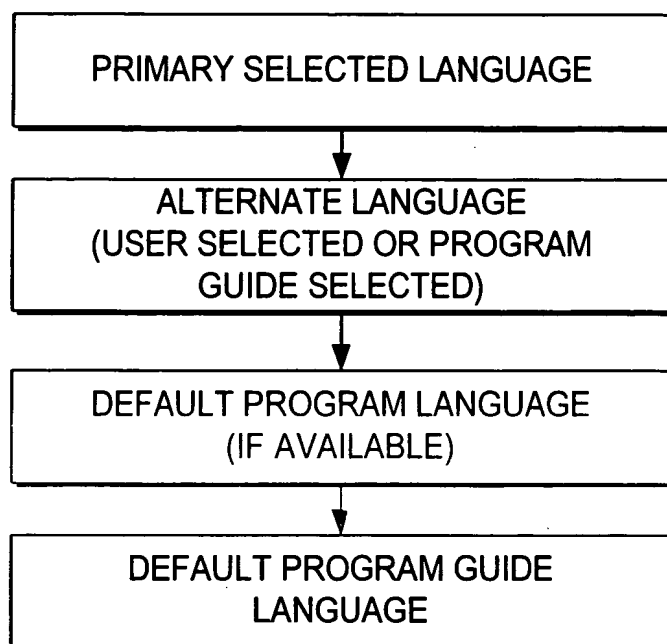 PRIMARY SELECTED LANGUAGE
ALTERNATE LANGUAGE
(USER SELECTED OR PROGRAM
GUIDE SELECTED)
DEFAULT PROGRAM LANGUAGE
(IF AVAILABLE)
DEFAULT PROGRAM GUIDE
LANGUAGE